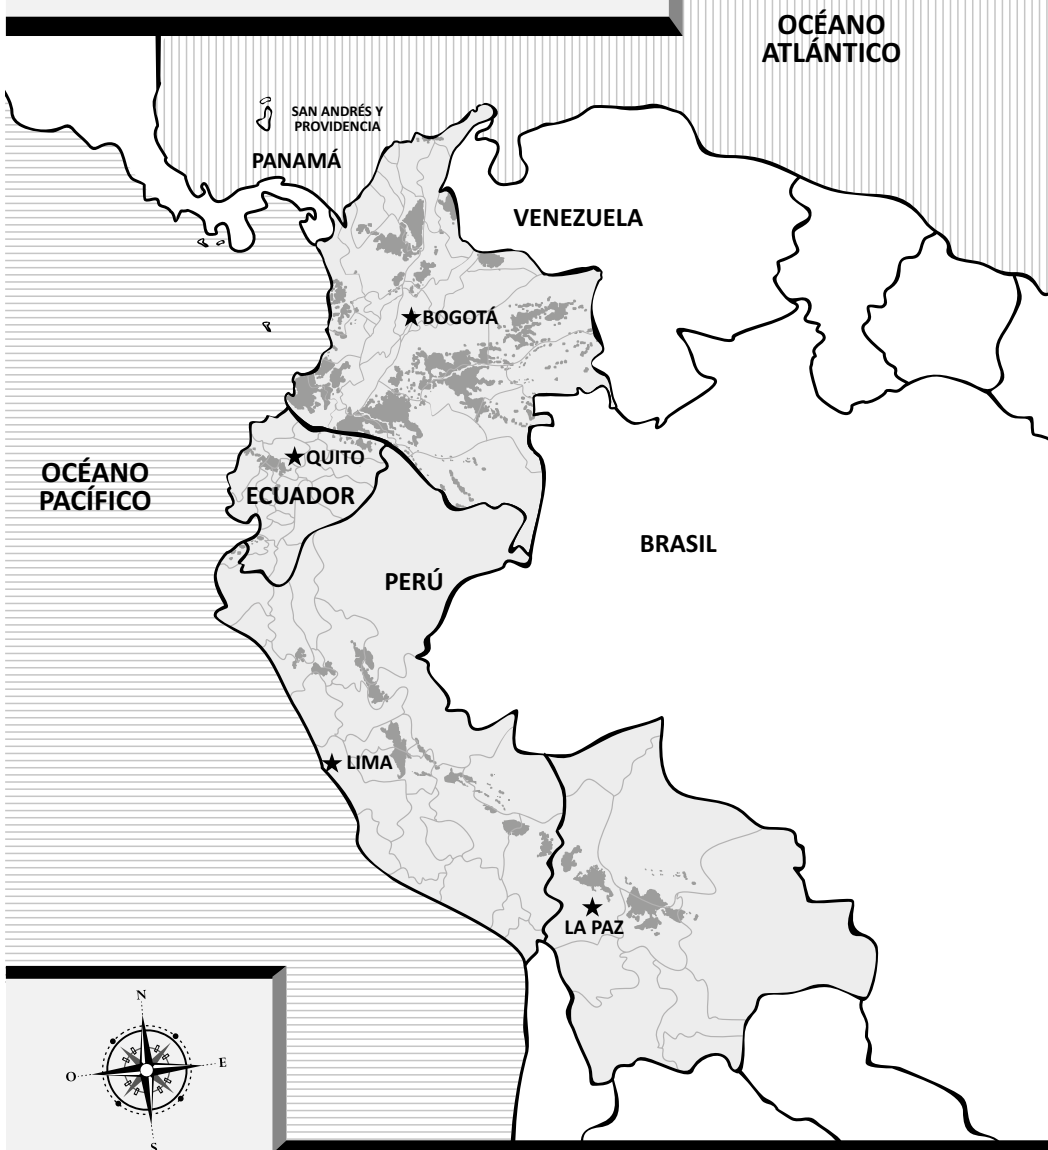 OCÉANO
ATLÁNTICO
SAN ANDRÉS Y
PROVIDENCIA
PANAMÁ
VENEZUELA
BOGOTÁ
QUITO
ECUADOR
OCÉANO
PACÍFICO
BRASIL
PERÚ
LIMA
LA PAZ
N
O
E
S